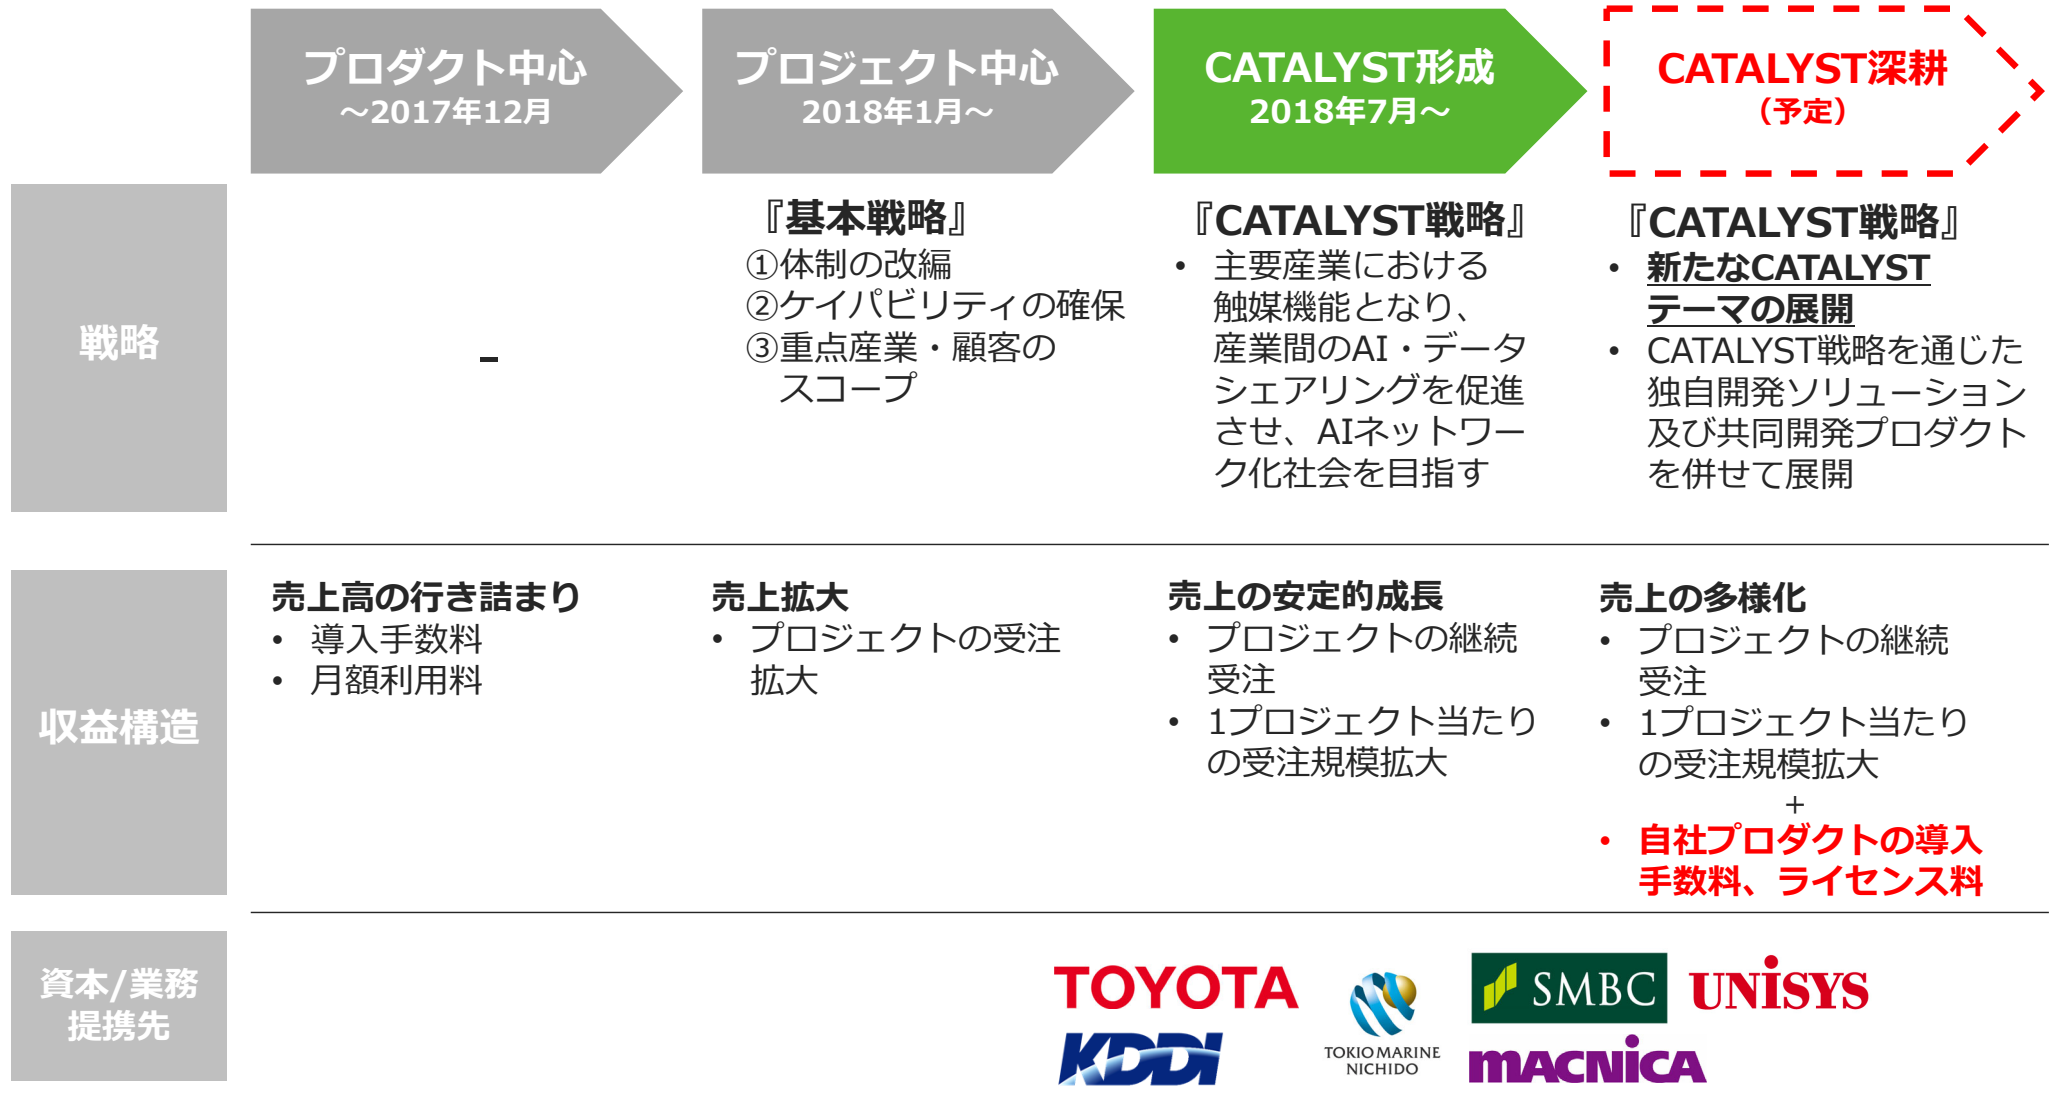 プロダクト中心
～2017年12月
プロジェクト中心
2018年1月～
CATALYST形成
2018年7月～
CATALYST深耕
（予定）
戦略
-
『基本戦略』
①体制の改編
②ケイパビリティの確保
③重点産業・顧客の
スコープ
『CATALYST戦略』
• 主要産業における
触媒機能となり、
産業間のAI・データ
シェアリングを促進
させ、AIネットワー
ク化社会を目指す
『CATALYST戦略』
• 新たなCATALYST
テーマの展開
• CATALYST戦略を通じた
独自開発ソリューション
及び共同開発プロダクト
を併せて展開
収益構造
売上高の行き詰まり
• 導入手数料
• 月額利用料
売上拡大
• プロジェクトの受注
拡大
売上の安定的成長
• プロジェクトの継続
受注
• 1プロジェクト当たり
の受注規模拡大
売上の多様化
• プロジェクトの継続
受注
• 1プロジェクト当たり
の受注規模拡大
+
• 自社プロダクトの導入
手数料、ライセンス料
資本/業務
提携先
TOYOTA
KDDI
TOKIO MARINE
NICHIDO
SMBC
UNISYS
MACNICA